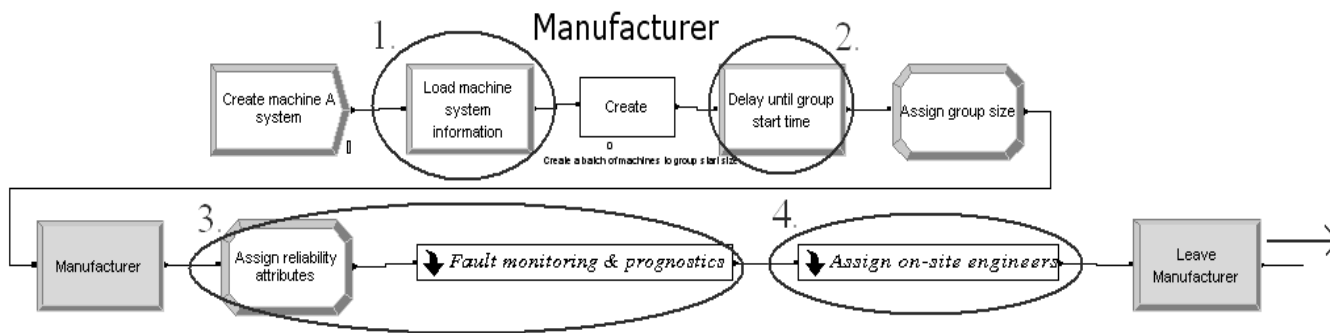 Manufacturer
1.
2.
Create machine A
system
0
Load machine
system
information
Create
0
Create a batch of machines to group start size
Delay until group
start time
Assign group size
3.
4.
Manufacturer
Assign reliability
attributes
Fault monitoring & prognostics
Assign on-site engineers
Leave
Manufacturer